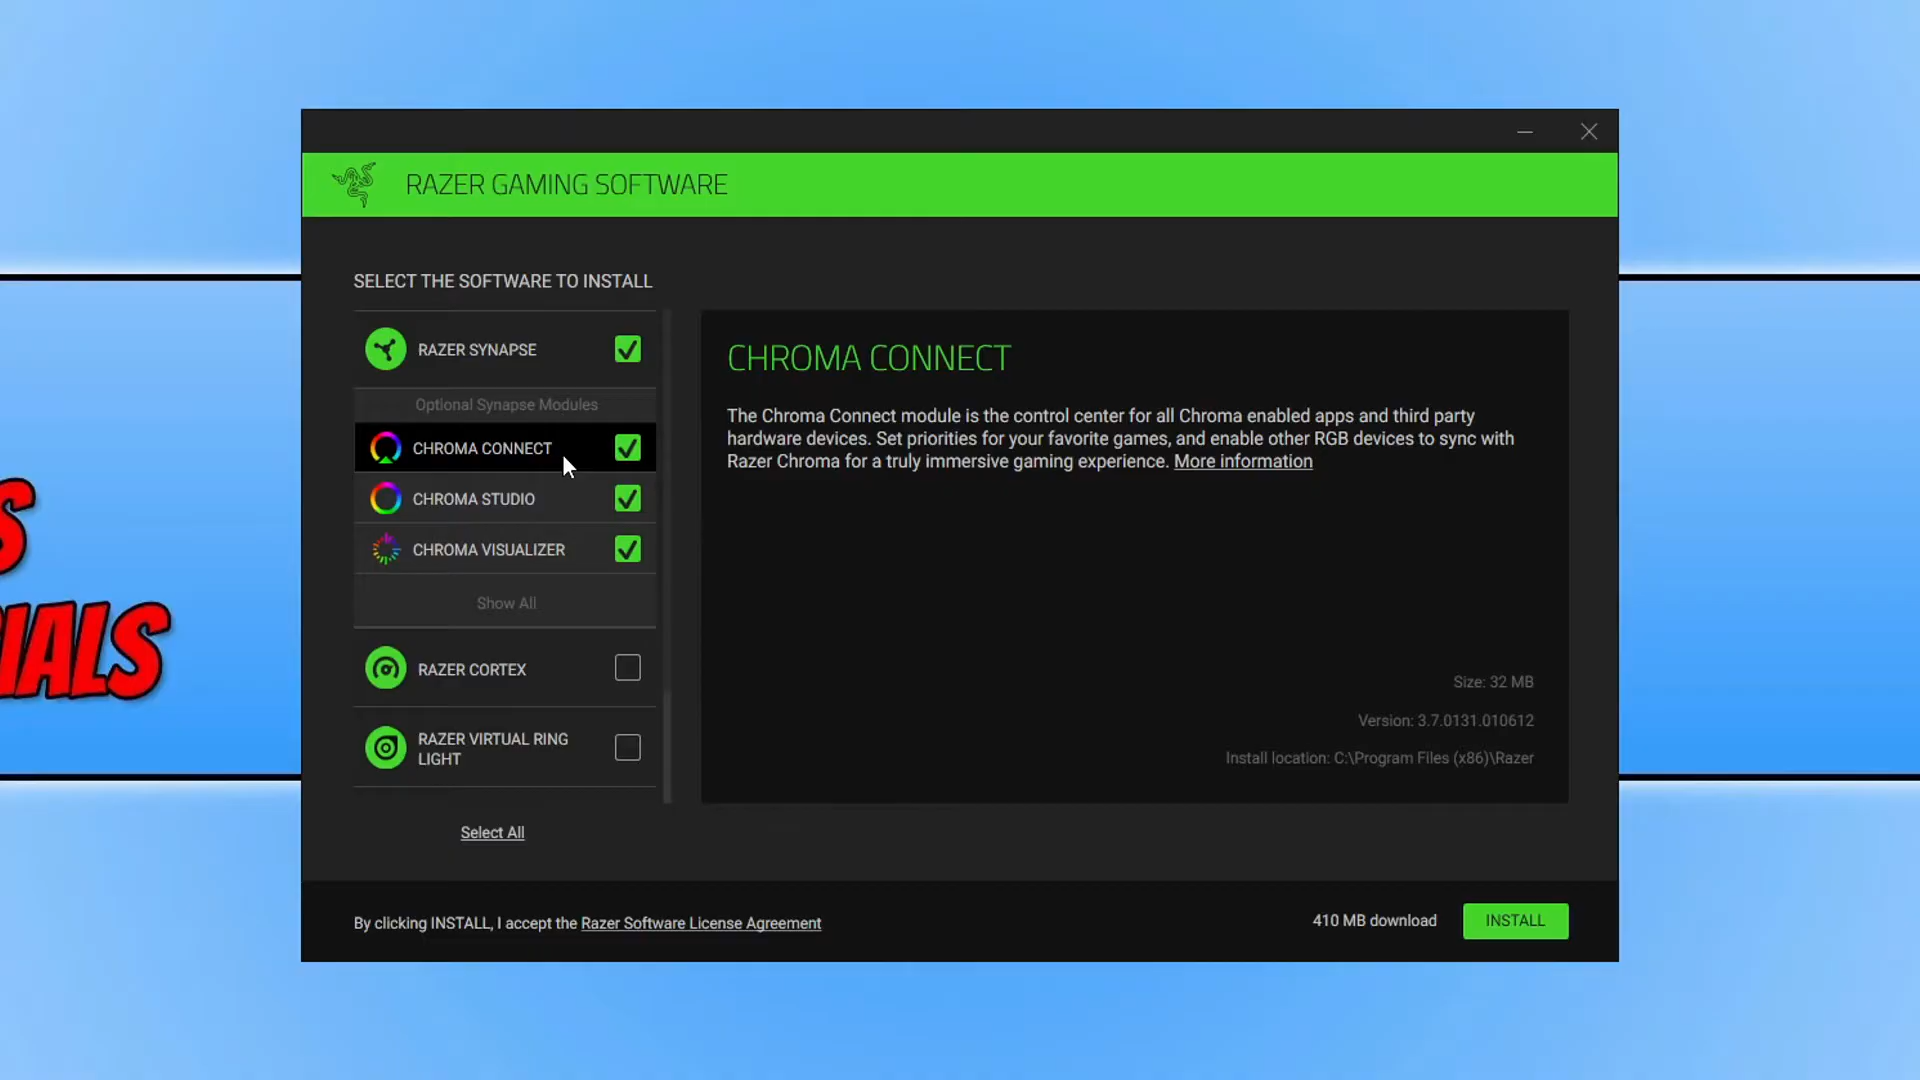 RAZER GAMING SOFTWARE
SELECT THE SOFTWARE TO INSTALL
RAZER SYNAPSE
Optional Synapse Modules
CHROMA CONNECT
CHROMA STUDIO
CHROMA VISUALIZER
Show All
RAZER CORTEX
RAZER VIRTUAL RING
LIGHT
Select All
CHROMA CONNECT
The Chroma Connect module is the control center for all Chroma enabled apps and third party
hardware devices. Set priorities for your favorite games, and enable other RGB devices to sync with
Razer Chroma for a truly immersive gaming experience. More information
Size: 32 MB
Version: 3.7.0131.010612
Install location: C:\Program Files (x86)\Razer
By clicking INSTALL, I accept the Razer Software License Agreement
410 MB download
INSTALL